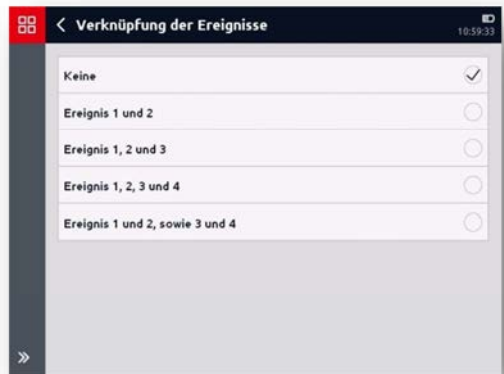 Verknüpfung der Ereignisse
10:59:33
Keine
Ereignis 1 und 2
Ereignis 1, 2 und 3
Ereignis 1, 2, 3 und 4
Ereignis 1 und 2, sowie 3 und 4